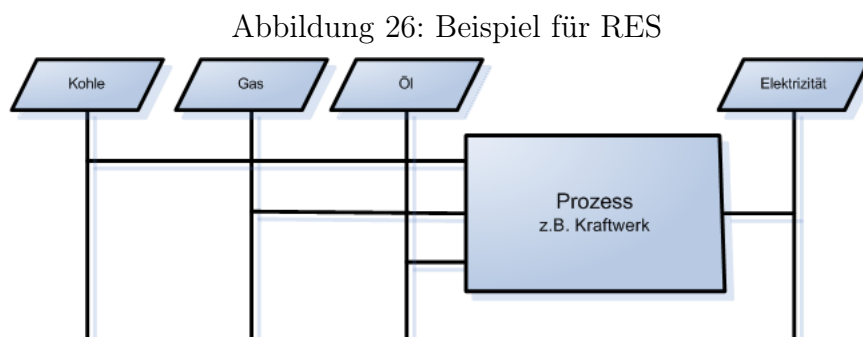 Abbildung 26: Beispiel für RES
Kohle
Gas
Öl
Elektrizität
Prozess
z.B. Kraftwerk